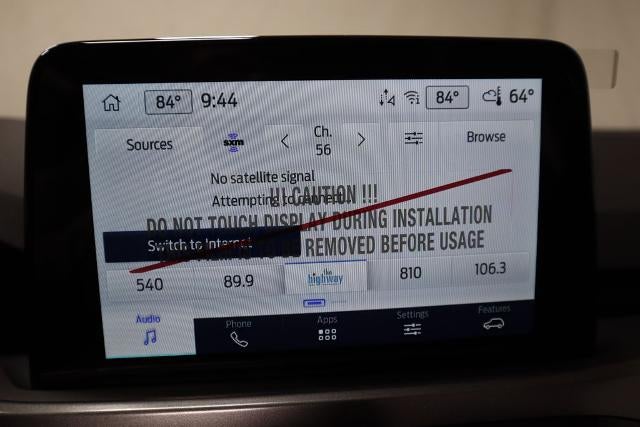 84° 9:44 84° 64°
Sources sxm Ch. 56 Browse
No satellite signal
Attempting to connect...
!!! CAUTION !!!
DO NOT TOUCH DISPLAY DURING INSTALLATION
Switch to Internet
TO BE REMOVED BEFORE USAGE
540 89.9 the highway 810 106.3
Audio Phone Apps Settings Features